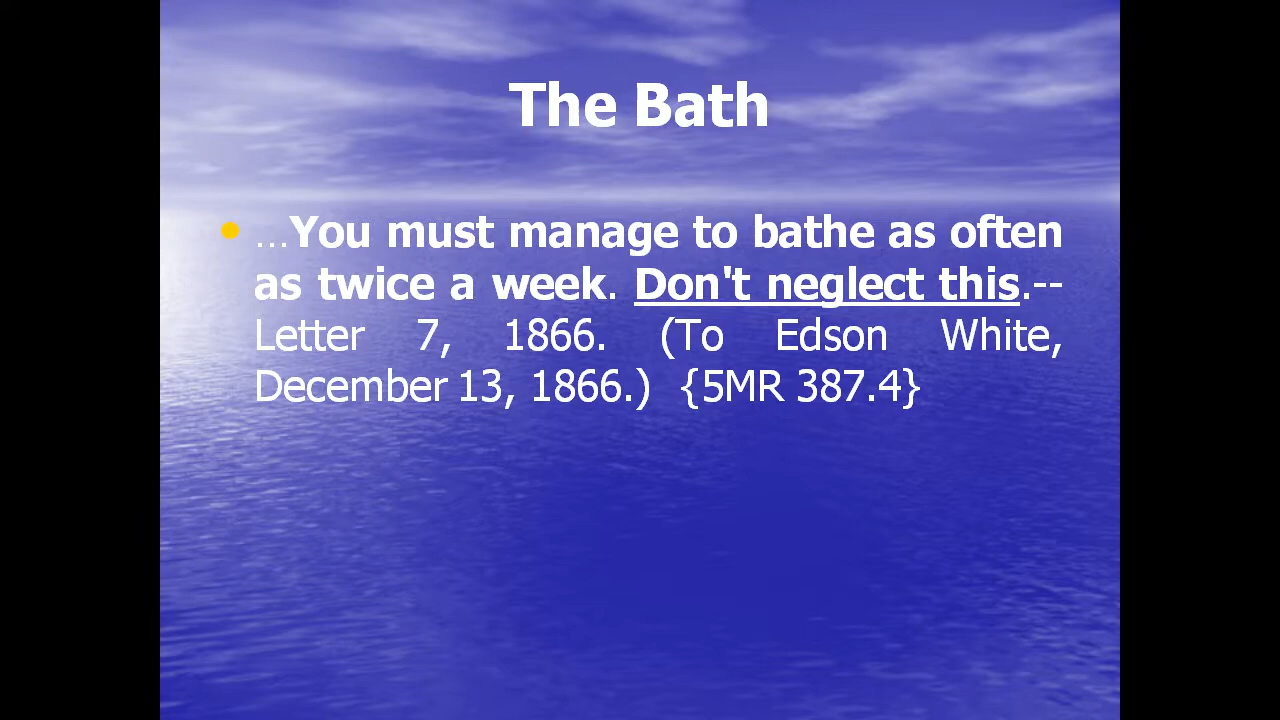 The Bath
• …You must manage to bathe as often
as twice a week. Don't neglect this.--
Letter 7, 1866. (To Edson White,
December 13, 1866.) {5MR 387.4}